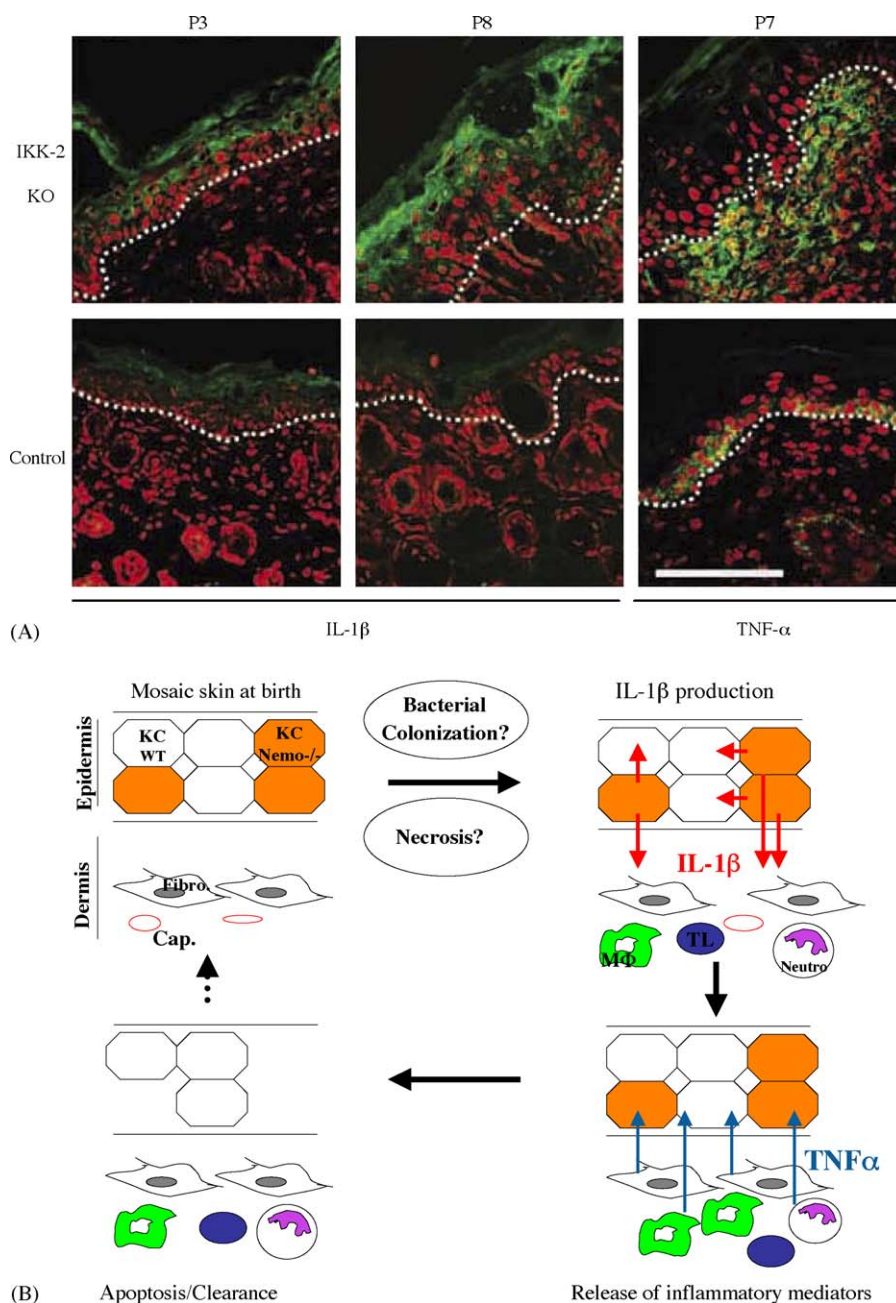 P3 P8 P7
IKK-2
KO
Control
(A) IL-1β TNF-α
Mosaic skin at birth
Bacterial
Colonization?
IL-1β production
Epidermis
KC
WT
KC
Nemo-/-
Necrosis?
IL-1β
Dermis
Fibro.
Cap.
MΦ
TL
Neutro
TNFα
(B) Apoptosis/Clearance Release of inflammatory mediators